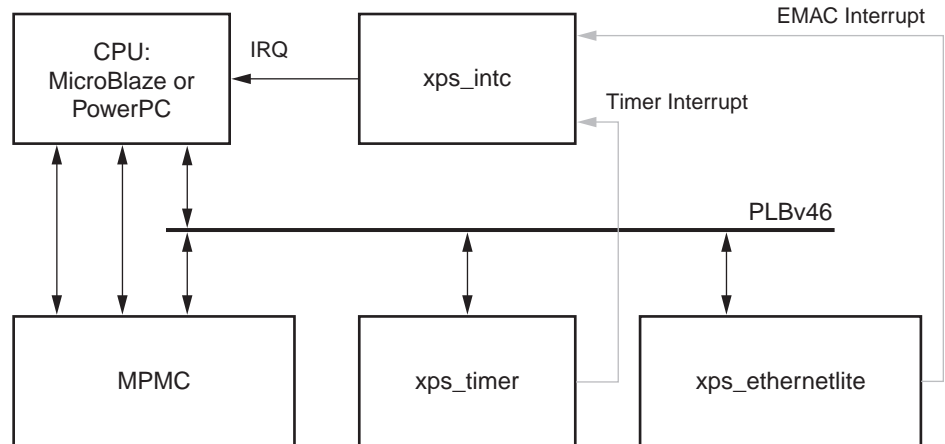 EMAC Interrupt
CPU:
MicroBlaze or
PowerPC
IRQ
xps_intc
Timer Interrupt
PLBv46
MPMC
xps_timer
xps_ethernetlite